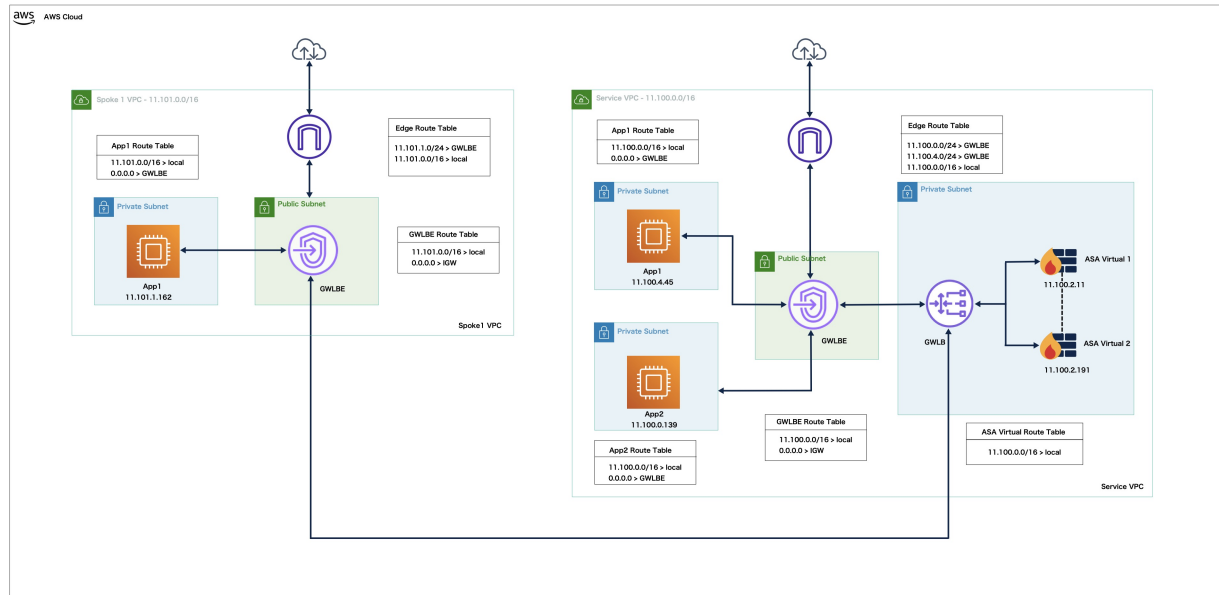 aws
AWS Cloud
Spoke 1 VPC - 11.101.0.0/16
App1 Route Table
11.101.0.0/16 > local
0.0.0.0 > GWLBE
Edge Route Table
11.101.1.0/24 > GWLBE
11.101.0.0/16 > local
Private Subnet
App1
11.101.1.162
Public Subnet
GWLBE
GWLBE Route Table
11.101.0.0/16 > local
0.0.0.0 > IGW
Spoke1 VPC
Service VPC - 11.100.0.0/16
App1 Route Table
11.100.0.0/16 > local
0.0.0.0 > GWLBE
Edge Route Table
11.100.0.0/24 > GWLBE
11.100.4.0/24 > GWLBE
11.100.0.0/16 > local
Private Subnet
App1
11.100.4.45
Public Subnet
GWLBE
Private Subnet
GWLB
ASA Virtual 1
11.100.2.11
ASA Virtual 2
11.100.2.191
Private Subnet
App2
11.100.0.139
App2 Route Table
11.100.0.0/16 > local
0.0.0.0 > GWLBE
GWLBE Route Table
11.100.0.0/16 > local
0.0.0.0 > IGW
ASA Virtual Route Table
11.100.0.0/16 > local
Service VPC